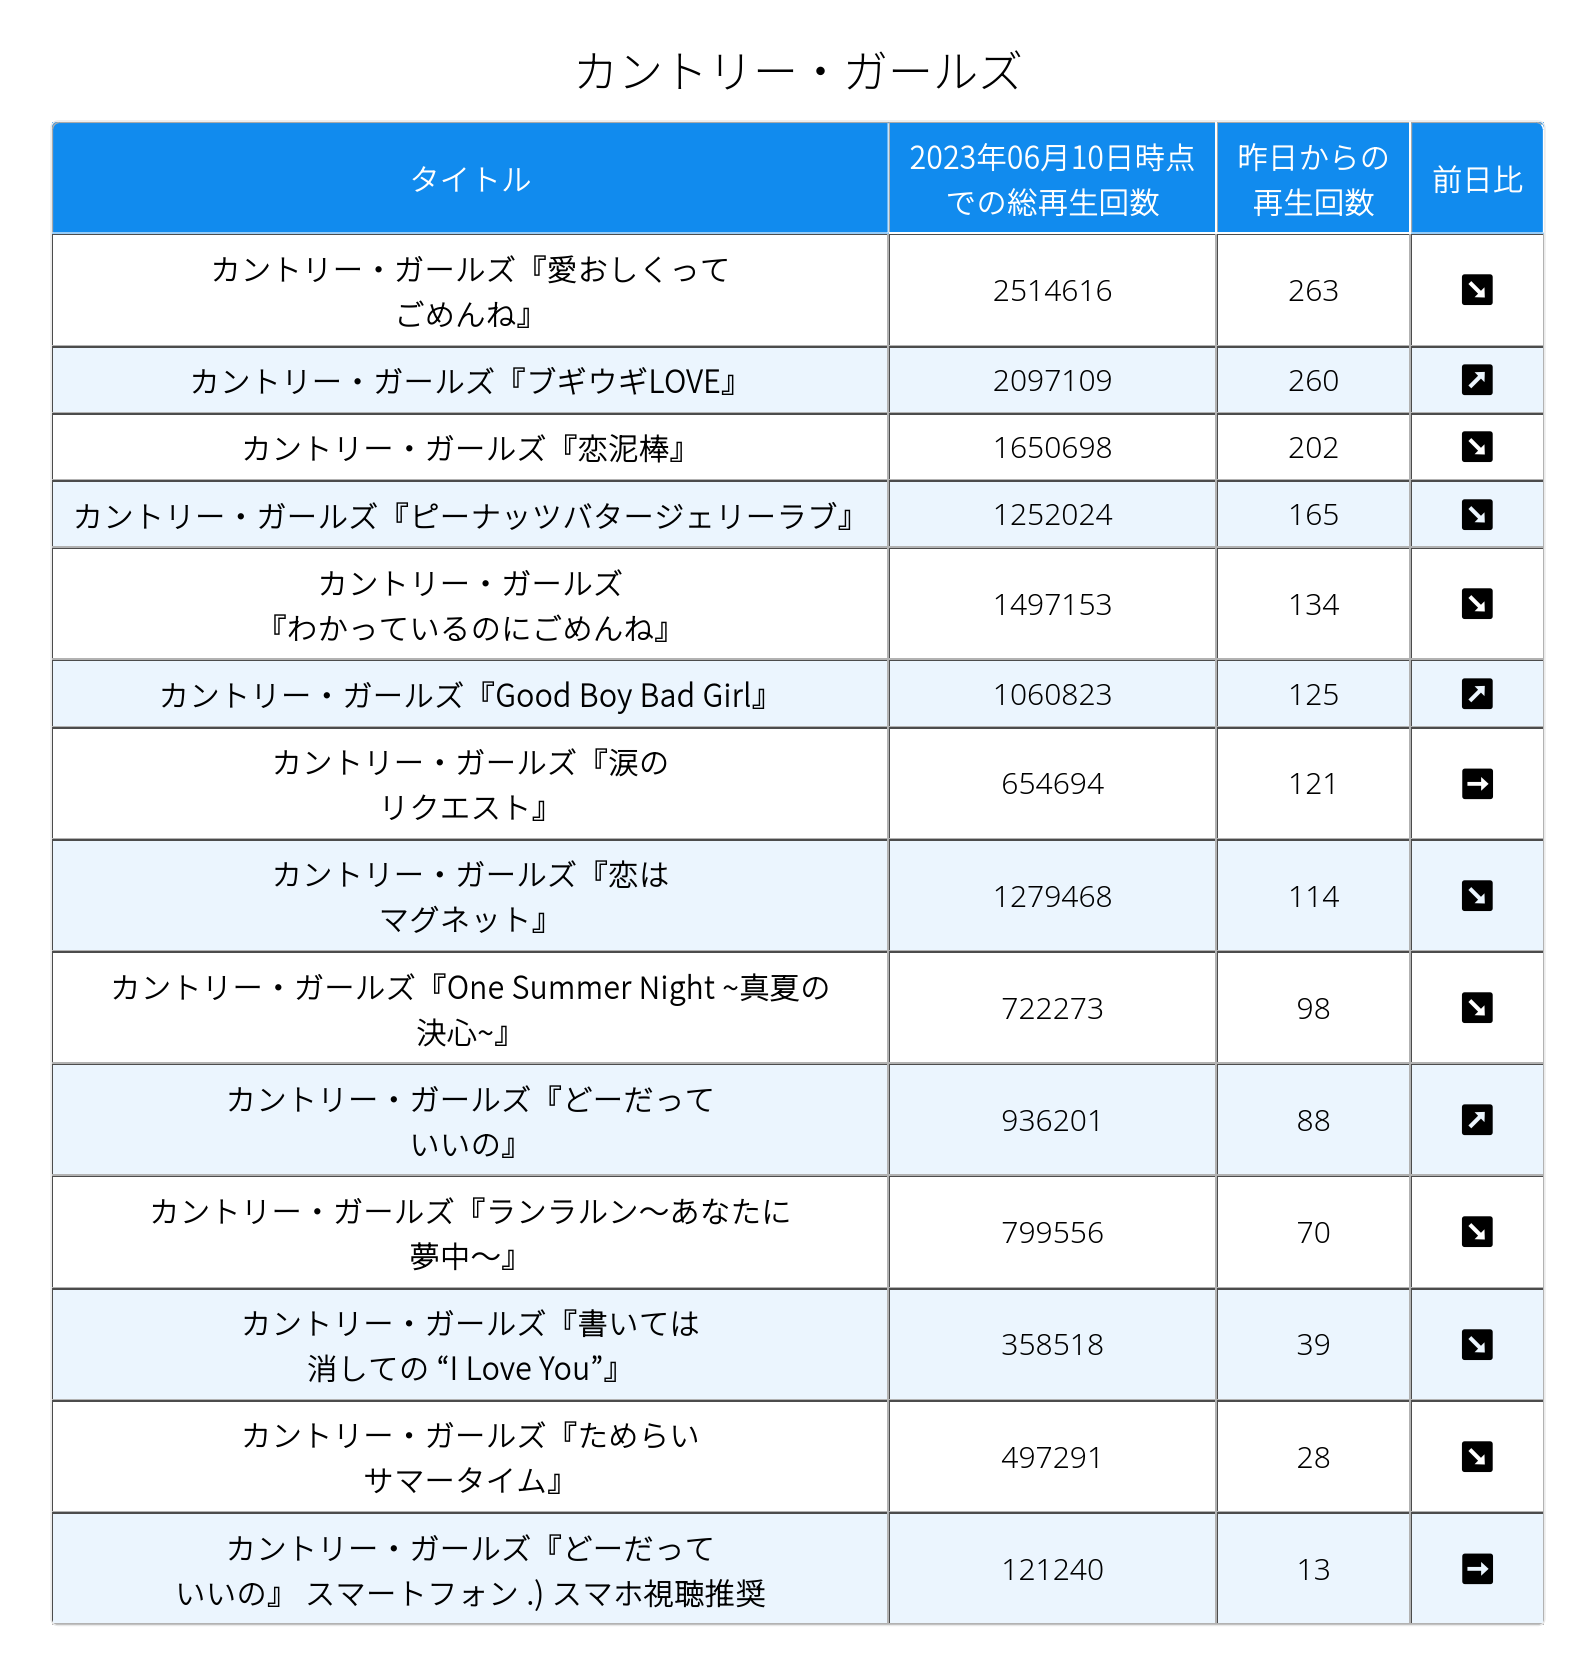 カントリー・ガールズ
タイトル
2023年06月10日時点
での総再生回数
昨日からの
再生回数
前日比
カントリー・ガールズ『愛おしくって
ごめんね』
2514616
263
カントリー・ガールズ『ブギウギLOVE』
2097109
260
カントリー・ガールズ『恋泥棒』
1650698
202
カントリー・ガールズ『ピーナッツバタージェリーラブ』
1252024
165
カントリー・ガールズ
『わかっているのにごめんね』
1497153
134
カントリー・ガールズ『Good Boy Bad Girl』
1060823
125
カントリー・ガールズ『涙の
リクエスト』
654694
121
カントリー・ガールズ『恋は
マグネット』
1279468
114
カントリー・ガールズ『One Summer Night ~真夏の
決心~』
722273
98
カントリー・ガールズ『どーだって
いいの』
936201
88
カントリー・ガールズ『ランラルン～あなたに
夢中～』
799556
70
カントリー・ガールズ『書いては
消しての “I Love You”』
358518
39
カントリー・ガールズ『ためらい
サマータイム』
497291
28
カントリー・ガールズ『どーだって
いいの』 スマートフォン .) スマホ視聴推奨
121240
13